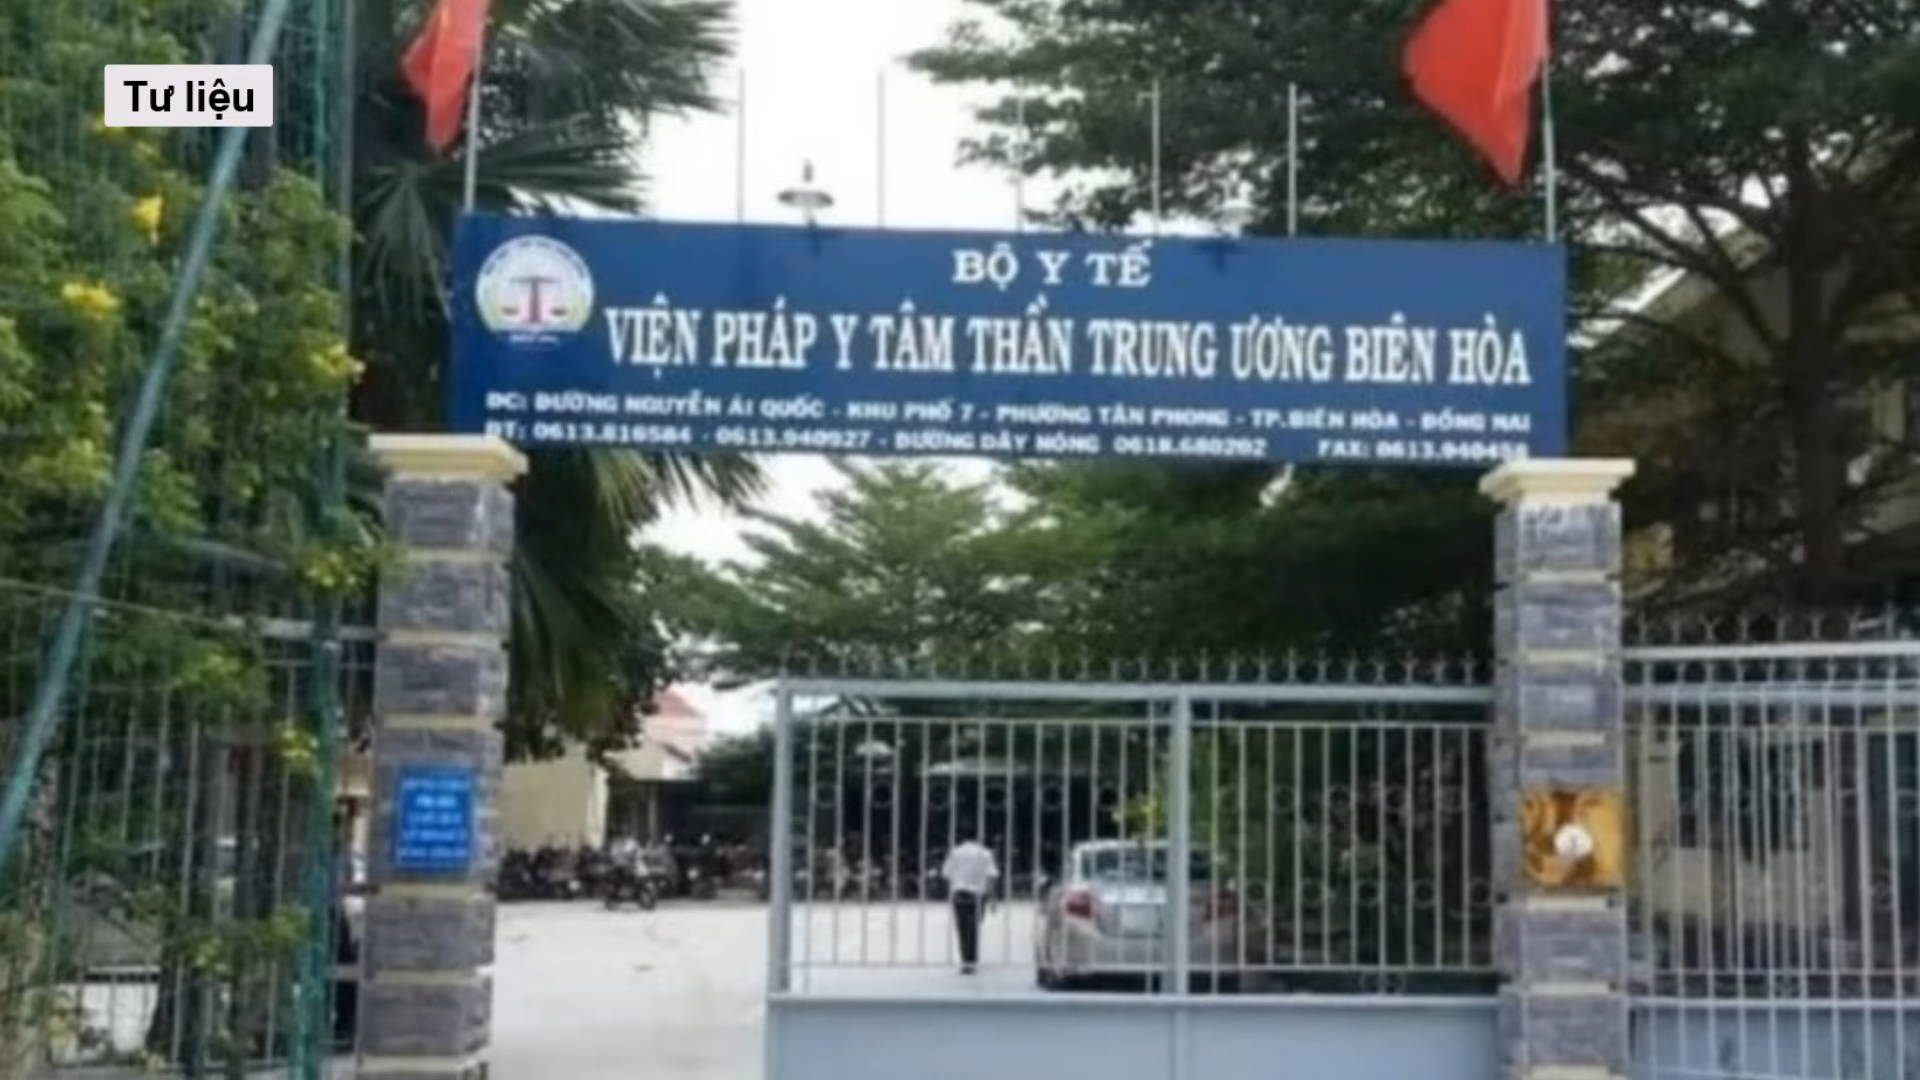 Tư liệu
BỘ Y TẾ
VIỆN PHÁP Y TÂM THẦN TRUNG ƯƠNG BIÊN HÒA
ĐC: ĐƯỜNG NGUYỄN ÁI QUỐC - KHU PHỐ 7 - PHƯỜNG TÂN PHONG - TP.BIÊN HÒA - ĐỒNG NAI
ĐT: 0613.816584 - 0613.940927 - ĐƯỜNG DÂY NÓNG 0618.680202 FAX: 0613.940458